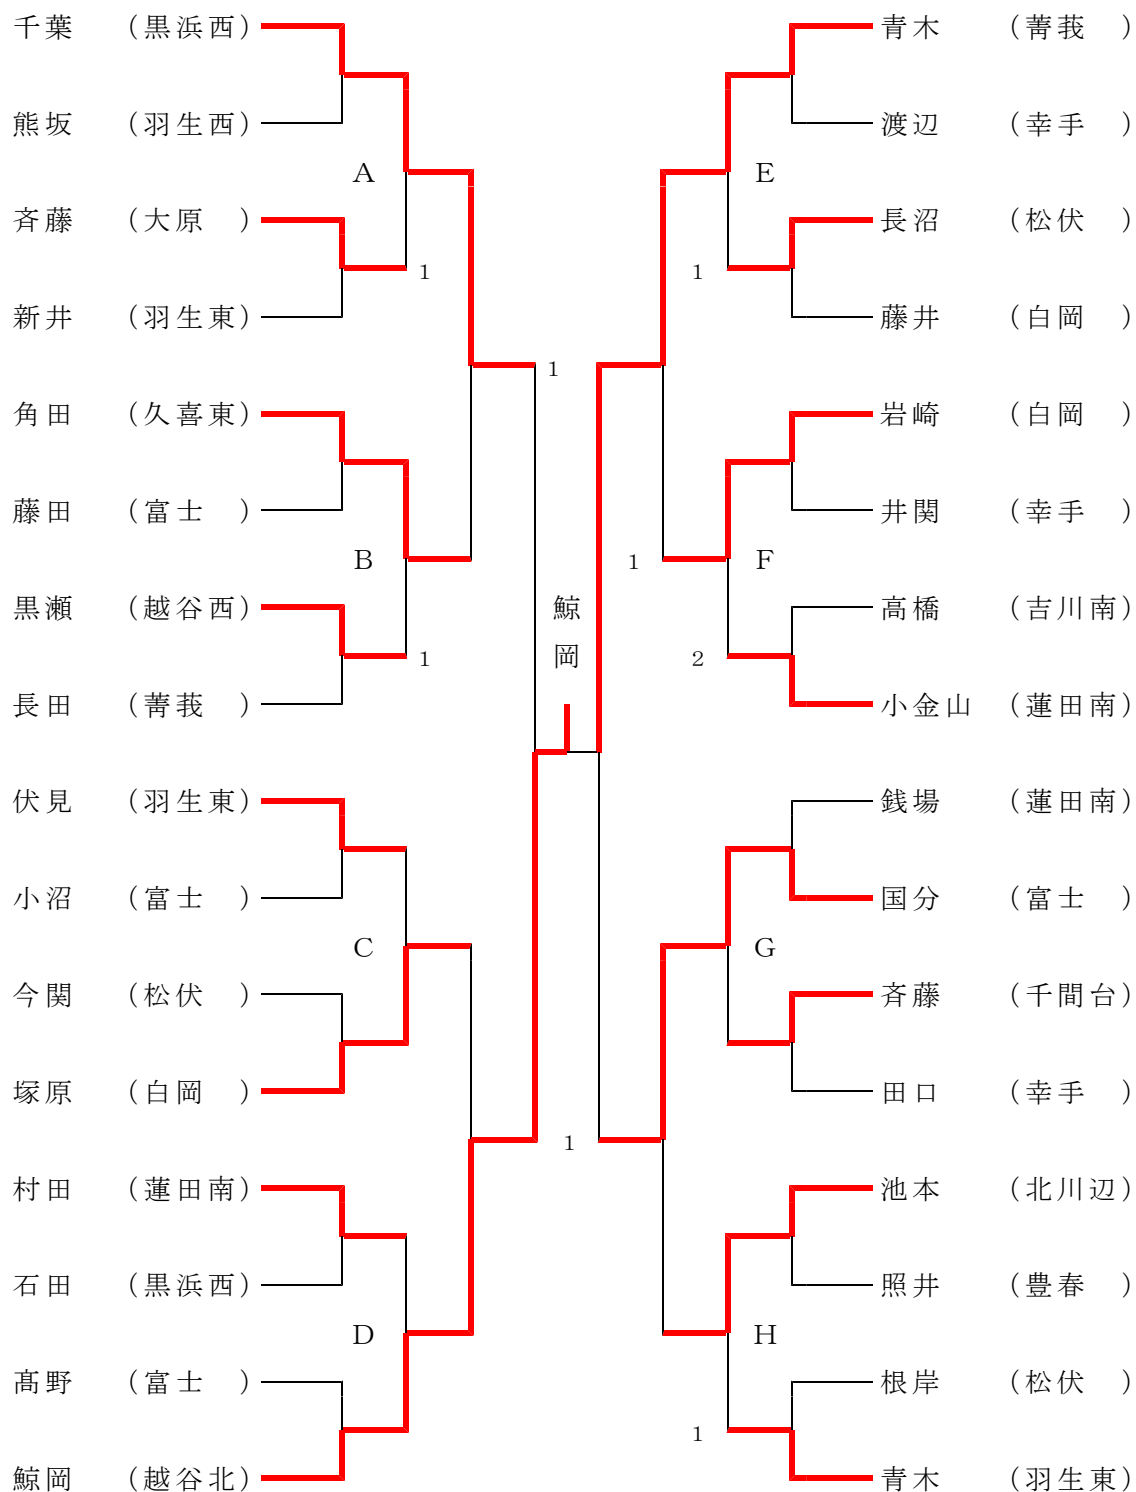 千葉 (黒浜西) 青木 (菁莪 )
熊坂 (羽生西) 渡辺 (幸手 )
A E
斉藤 (大原 ) 長沼 (松伏 )
1 1
新井 (羽生東) 藤井 (白岡 )
1
角田 (久喜東) 岩崎 (白岡 )
藤田 (富士 ) 井関 (幸手 )
B 1 F
黒瀬 (越谷西) 鯨 高橋 (吉川南)
1 岡 2
長田 (菁莪 ) 小金山 (蓮田南)
伏見 (羽生東) 銭場 (蓮田南)
小沼 (富士 ) 国分 (富士 )
C G
今関 (松伏 ) 斉藤 (千間台)
塚原 (白岡 ) 田口 (幸手 )
1
村田 (蓮田南) 池本 (北川辺)
石田 (黒浜西) 照井 (豊春 )
D H
髙野 (富士 ) 根岸 (松伏 )
1
鯨岡 (越谷北) 青木 (羽生東)